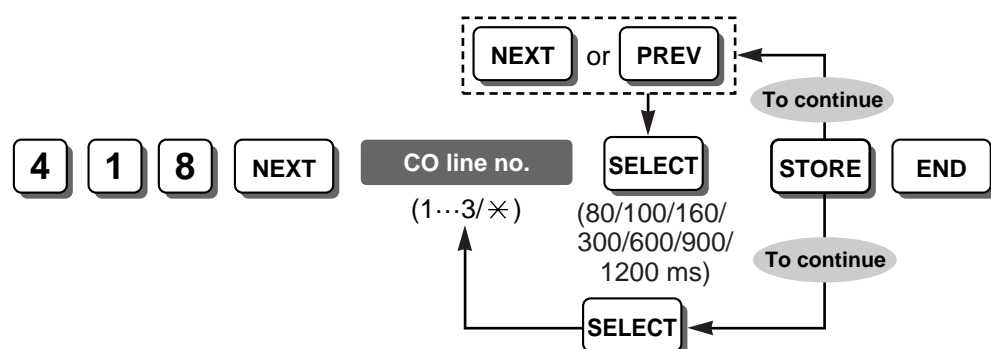 NEXT or PREV
To continue
4 1 8 NEXT CO line no. SELECT STORE END
(1···3/✳)
(80/100/160/
300/600/900/
1200 ms)
To continue
SELECT